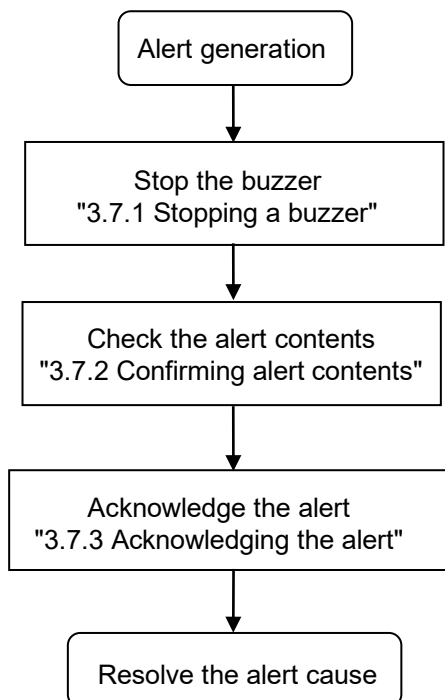 Alert generation
Stop the buzzer
"3.7.1 Stopping a buzzer"
Check the alert contents
"3.7.2 Confirming alert contents"
Acknowledge the alert
"3.7.3 Acknowledging the alert"
Resolve the alert cause